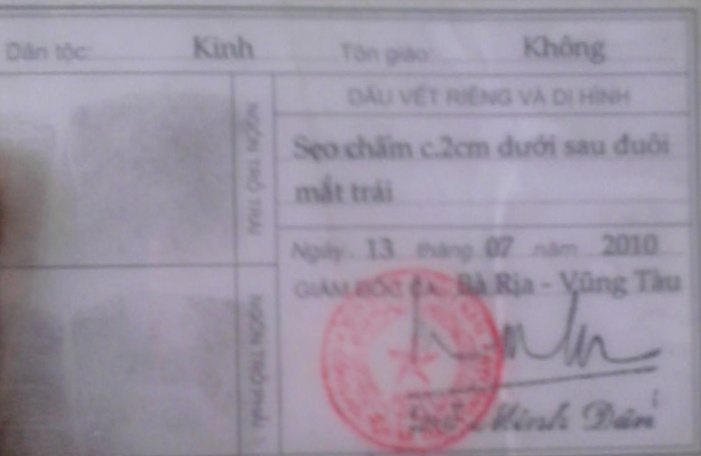 Dân tộc: Kinh Tôn giáo: Không
DẤU VẾT RIÊNG VÀ DỊ HÌNH
NGÓN TRỎ TRÁI
Sẹo chấm c.2cm dưới sau đuôi
mắt trái
Ngày 13 tháng 07 năm 2010
GIÁM ĐỐC CA. Bà Rịa - Vũng Tàu
NGÓN TRỎ PHẢI
Minh Dân